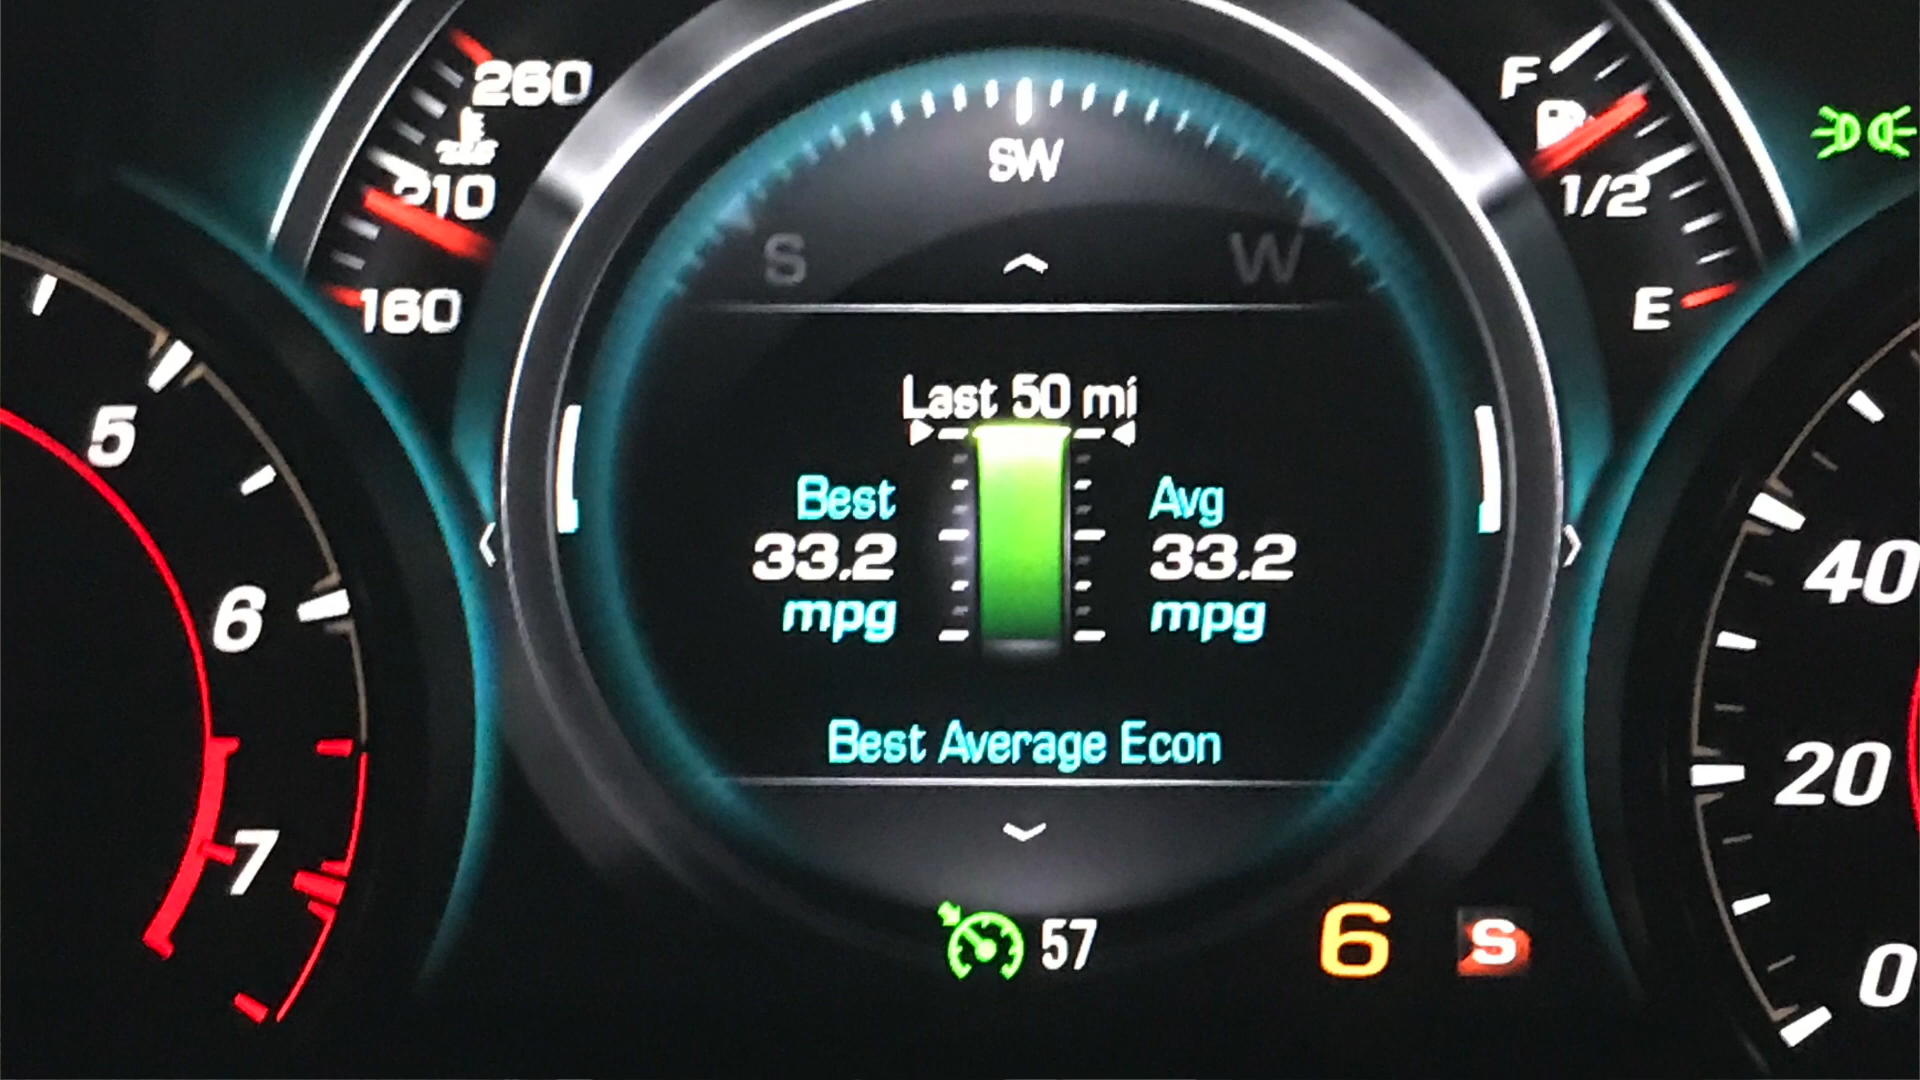 260
210
160
F
1/2
E
SW
S W
Last 50 mi
Best Avg
33.2 33.2
mpg mpg
Best Average Econ
5
6
7
40
20
0
57
6 S